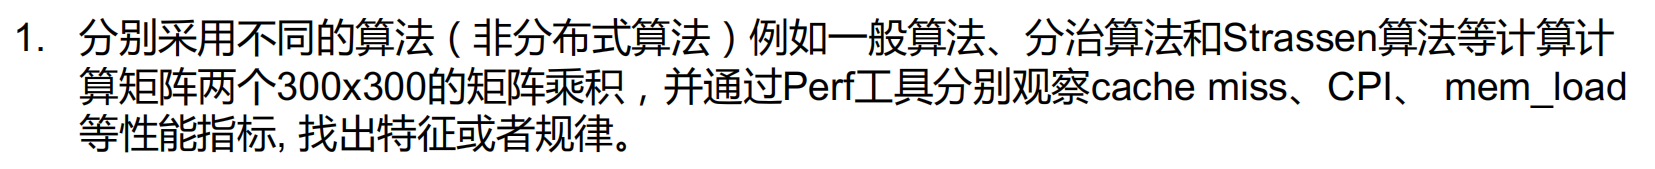 1. 分别采用不同的算法（非分布式算法）例如一般算法、分治算法和Strassen算法等计算计
算矩阵两个300x300的矩阵乘积，并通过Perf工具分别观察cache miss、CPI、 mem_load
等性能指标, 找出特征或者规律。